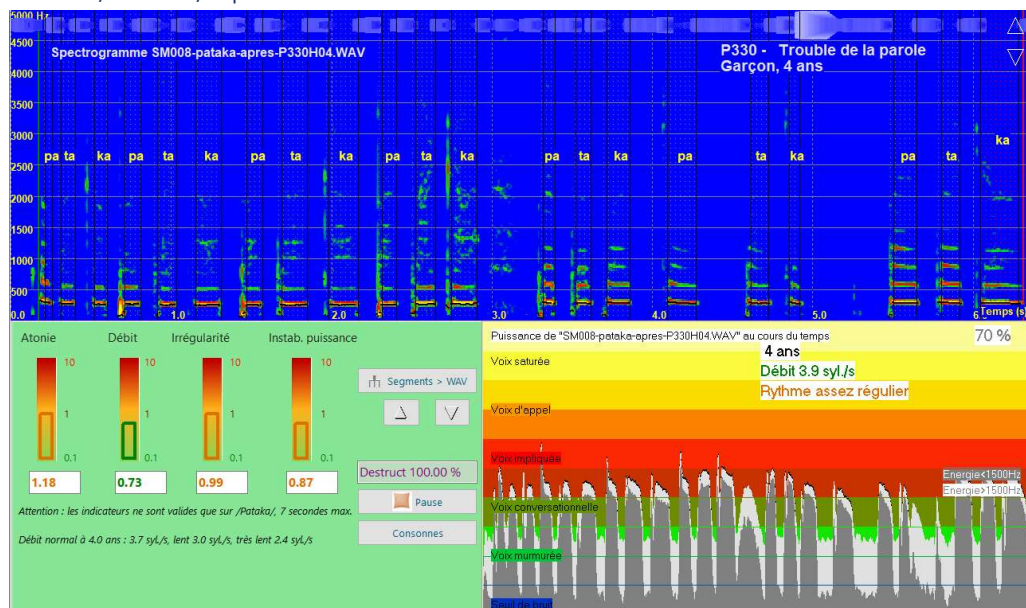 5000 Hz
Spectrogramme SM008-pataka-apres-P330H04.WAV
P330 - Trouble de la parole
Garçon, 4 ans
4500
4000
3500
3000
2500
2000
1500
1000
500
0.0
pa ta ka pa ta ka pa ta ka pa ta ka pa ta ka pa ta ka pa ta ka
1.0 2.0 3.0 4.0 5.0 6.0 Temps (s)
Atonie Débit Irrégularité Instab. puissance
10 10 10 10
1 1 1 1
0.1 0.1 0.1 0.1
1.18 0.73 0.99 0.87
Attention : les indicateurs ne sont valides que sur /Pataka/, 7 secondes max.
Débit normal à 4.0 ans : 3.7 syl./s, lent 3.0 syl./s, très lent 2.4 syl./s
Segments > WAV
Destruct 100.00 %
Pause
Consonnes
Puissance de "SM008-pataka-apres-P330H04.WAV" au cours du temps
70 %
4 ans
Débit 3.9 syl./s
Rythme assez régulier
Voix saturée
Voix d'appel
Voix impliquée
Energie<1500Hz
Energie>1500Hz
Voix conversationnelle
Voix murmurée
Seuil de bruit